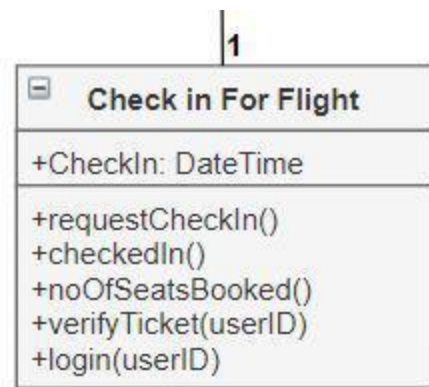 1
Check in For Flight
+CheckIn: DateTime
+requestCheckIn()
+checkedIn()
+noOfSeatsBooked()
+verifyTicket(userID)
+login(userID)